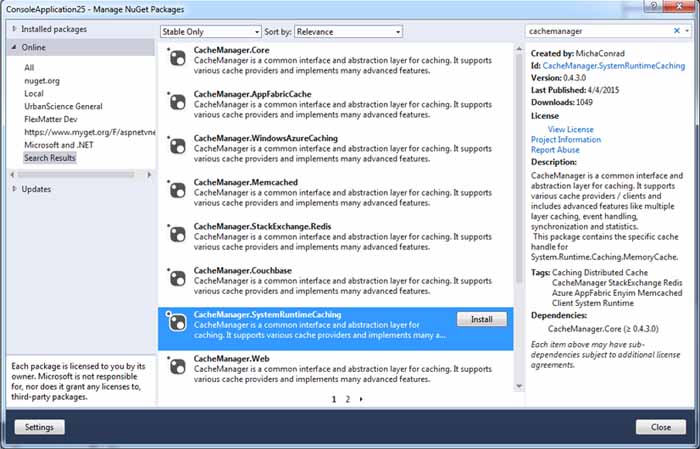 ConsoleApplication25 - Manage NuGet Packages
Installed packages
Online
All
nuget.org
Local
UrbanScience General
FlexMatter Dev
https://www.myget.org/F/aspnetvne
Microsoft and .NET
Search Results
Updates
Each package is licensed to you by its
owner. Microsoft is not responsible
for, nor does it grant any licenses to,
third-party packages.
Stable Only
Sort by: Relevance
CacheManager.Core
CacheManager is a common interface and abstraction layer for caching. It supports
various cache providers and implements many advanced features.
CacheManager.AppFabricCache
CacheManager is a common interface and abstraction layer for caching. It supports
various cache providers and implements many advanced features.
CacheManager.WindowsAzureCaching
CacheManager is a common interface and abstraction layer for caching. It supports
various cache providers and implements many advanced features.
CacheManager.Memcached
CacheManager is a common interface and abstraction layer for caching. It supports
various cache providers and implements many advanced features.
CacheManager.StackExchange.Redis
CacheManager is a common interface and abstraction layer for caching. It supports
various cache providers and implements many advanced features.
CacheManager.Couchbase
CacheManager is a common interface and abstraction layer for caching. It supports
various cache providers and implements many advanced features.
CacheManager.SystemRuntimeCaching
CacheManager is a common interface and abstraction layer for
caching. It supports various cache providers and implements many a...
Install
CacheManager.Web
CacheManager is a common interface and abstraction layer for caching. It supports
various cache providers and implements many advanced features.
1 2
cachemanager
Created by: MichaConrad
Id: CacheManager.SystemRuntimeCaching
Version: 0.4.3.0
Last Published: 4/4/2015
Downloads: 1049
License
View License
Project Information
Report Abuse
Description:
CacheManager is a common interface and
abstraction layer for caching. It supports
various cache providers / clients and
includes advanced features like multiple
layer caching, event handling,
synchronization and statistics.
This package contains the specific cache
handle for
System.Runtime.Caching.MemoryCache.
Tags: Caching Distributed Cache
CacheManager StackExchange Redis
Azure AppFabric Enyim Memcached
Client System Runtime
Dependencies:
CacheManager.Core (≥ 0.4.3.0)
Each item above may have sub-
dependencies subject to additional license
agreements.
Settings
Close